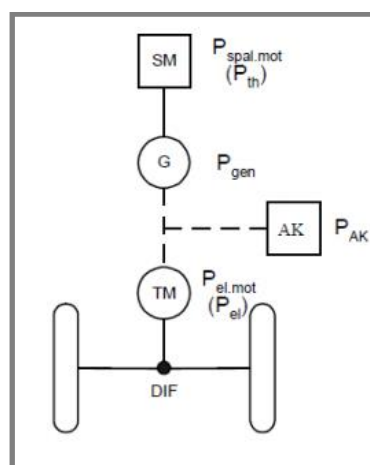 SM
P_spal.mot
(P_th)
G
P_gen
AK
P_AK
TM
P_el.mot
(P_el)
DIF